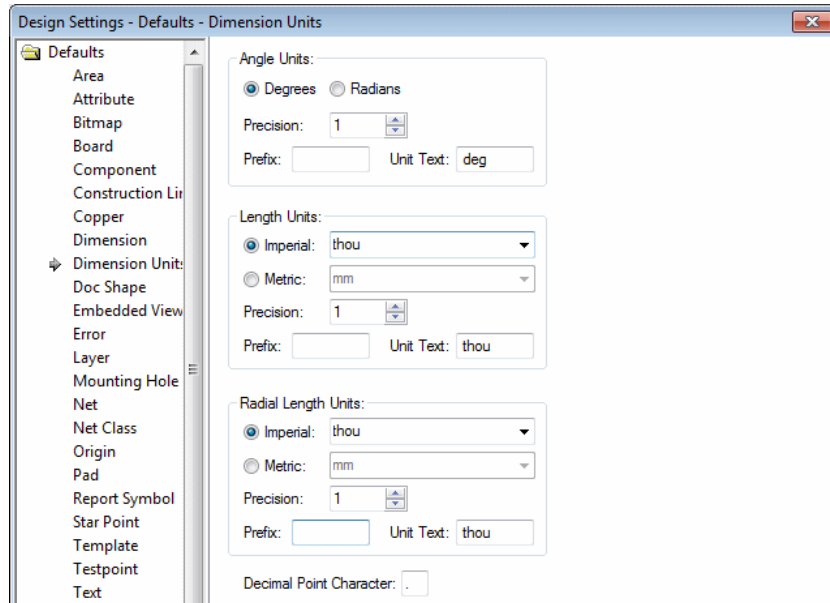 Design Settings - Defaults - Dimension Units
Defaults
Area
Attribute
Bitmap
Board
Component
Construction Lin
Copper
Dimension
Dimension Units
Doc Shape
Embedded View
Error
Layer
Mounting Hole
Net
Net Class
Origin
Pad
Report Symbol
Star Point
Template
Testpoint
Text
Angle Units:
Degrees Radians
Precision: 1
Prefix: Unit Text: deg
Length Units:
Imperial: thou
Metric: mm
Precision: 1
Prefix: Unit Text: thou
Radial Length Units:
Imperial: thou
Metric: mm
Precision: 1
Prefix: Unit Text: thou
Decimal Point Character: .